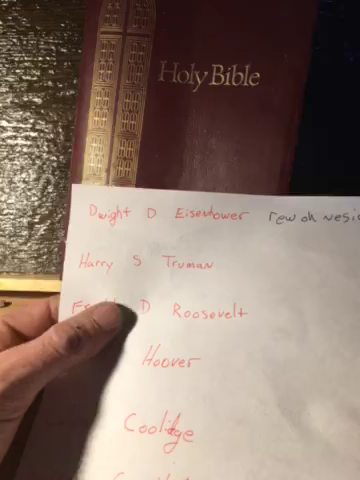 Holy Bible
Dwight D Eisenhower
Harry S Truman
D Roosevelt
Hoover
Coolidge